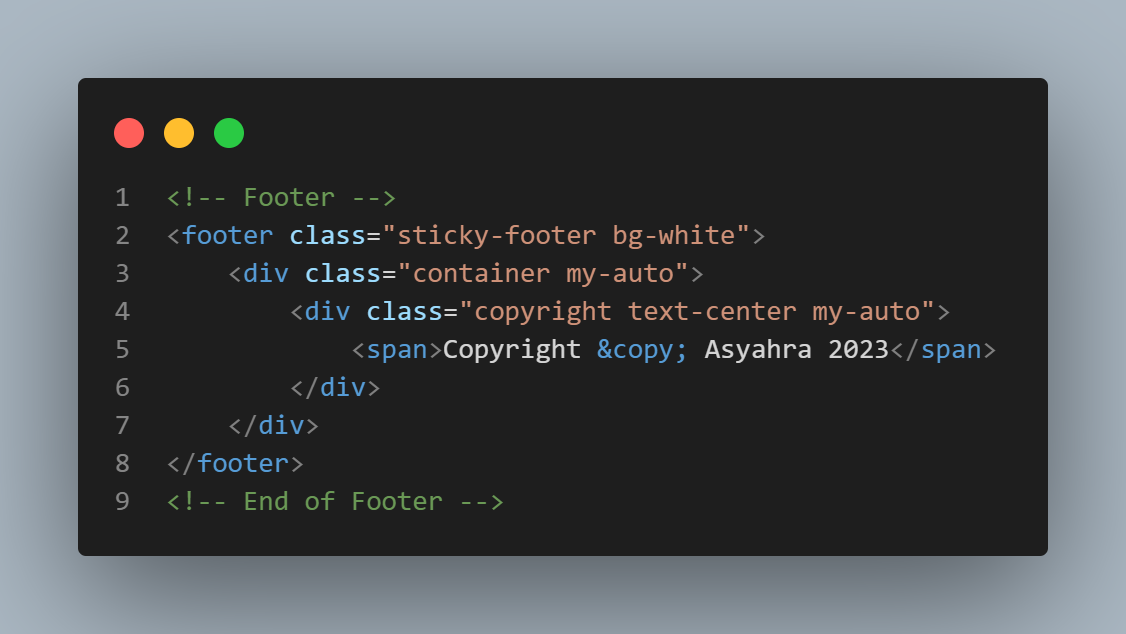 1 <!-- Footer -->
2 <footer class="sticky-footer bg-white">
3     <div class="container my-auto">
4         <div class="copyright text-center my-auto">
5             <span>Copyright &copy; Asyahra 2023</span>
6         </div>
7     </div>
8 </footer>
9 <!-- End of Footer -->